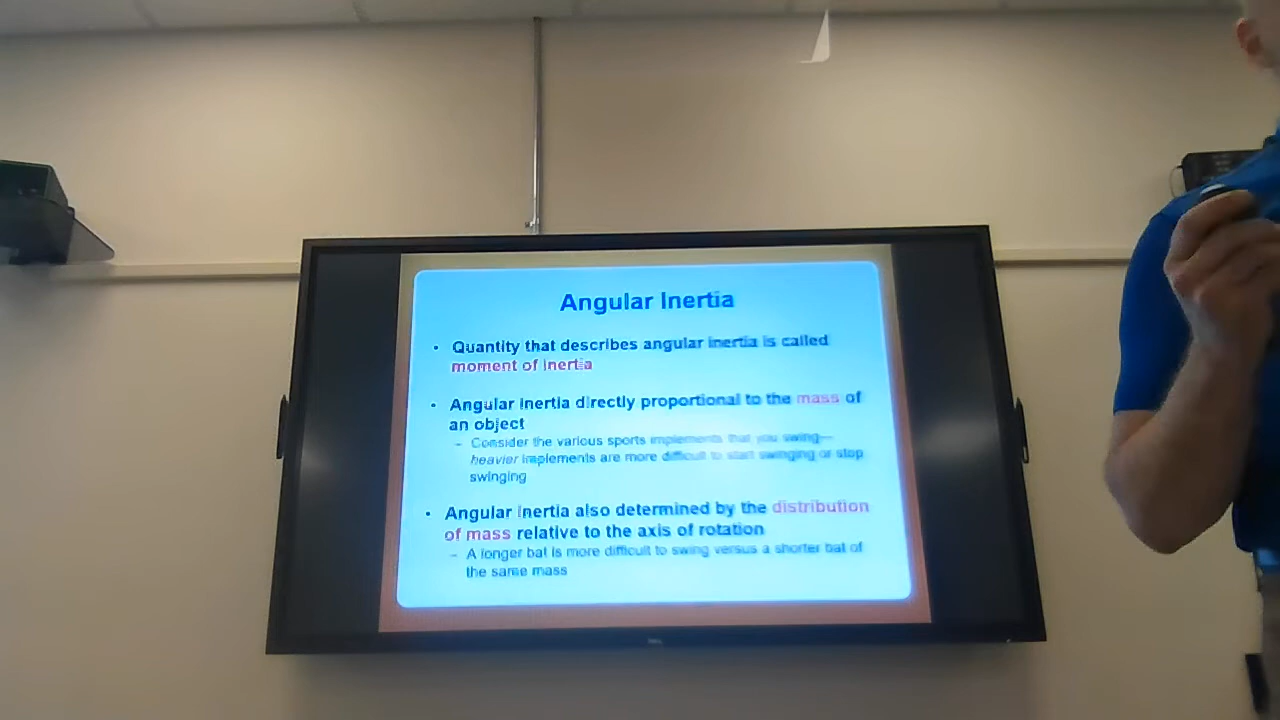 Angular Inertia
• Quantity that describes angular inertia is called
moment of inertia
• Angular inertia directly proportional to the mass of
an object
– Consider the various sports implements that you swing—
heavier implements are more difficult to start swinging or stop
swinging
• Angular inertia also determined by the distribution
of mass relative to the axis of rotation
– A longer bat is more difficult to swing versus a shorter bat of
the same mass